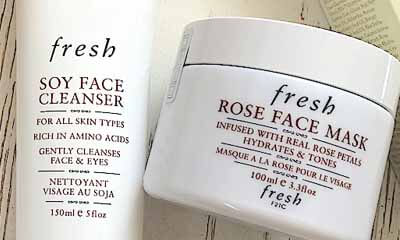 fresh
SOY FACE
CLEANSER
FOR ALL SKIN TYPES
RICH IN AMINO ACIDS
GENTLY CLEANSES
FACE & EYES
NETTOYANT
VISAGE AU SOJA
150ml e 5floz
fresh
ROSE FACE MASK
INFUSED WITH REAL ROSE PETALS
HYDRATES & TONES
MASQUE A LA ROSE POUR LE VISAGE
100ml e 3.3floz
fresh
F21C